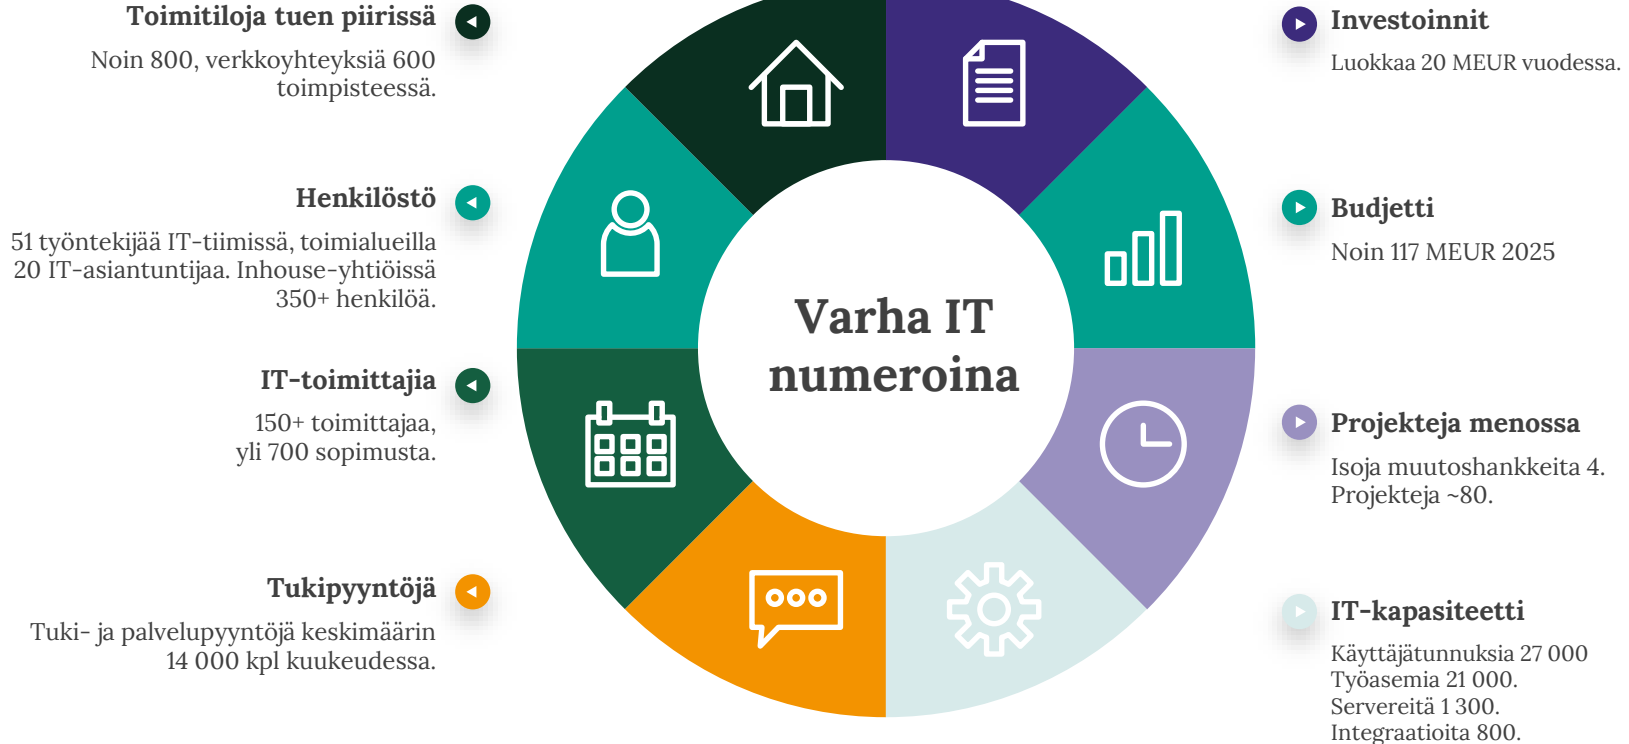 Toimitiloja tuen piirissä
Noin 800, verkkoyhteyksiä 600
toimpisteessä.
Henkilöstö
51 työntekijää IT-tiimissä, toimialueilla
20 IT-asiantuntijaa. Inhouse-yhtiöissä
350+ henkilöä.
IT-toimittajia
150+ toimittajaa,
yli 700 sopimusta.
Tukipyyntöjä
Tuki- ja palvelupyyntöjä keskimäärin
14 000 kpl kuukeudessa.
Varha IT
numeroina
Investoinnit
Luokkaa 20 MEUR vuodessa.
Budjetti
Noin 117 MEUR 2025
Projekteja menossa
Isoja muutoshankkeita 4.
Projekteja ~80.
IT-kapasiteetti
Käyttäjätunnuksia 27 000
Työasemia 21 000.
Servereitä 1 300.
Integraatioita 800.